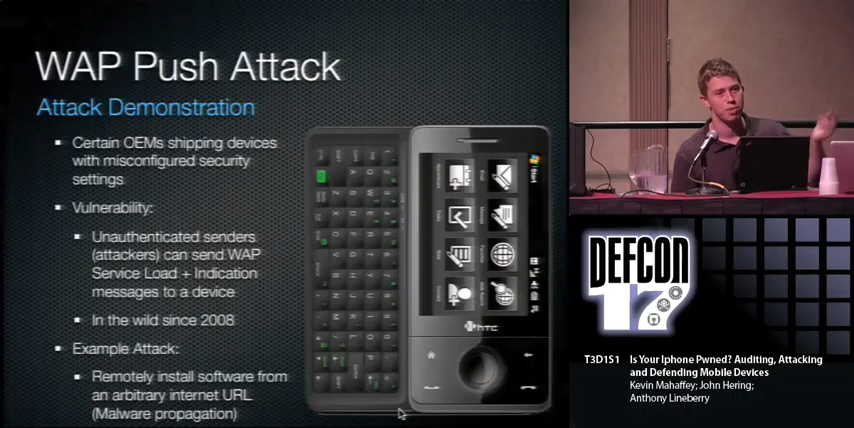 WAP Push Attack
Attack Demonstration
▪ Certain OEMs shipping devices
with misconfigured security
settings
▪ Vulnerability:
▪ Unauthenticated senders
(attackers) can send WAP
Service Load + Indication
messages to a device
▪ In the wild since 2008
▪ Example Attack:
▪ Remotely install software from
an arbitrary internet URL
(Malware propagation)
Start
htc
DEFCON
17
T3D1S1 Is Your Iphone Pwned? Auditing, Attacking
and Defending Mobile Devices
Kevin Mahaffey; John Hering;
Anthony Lineberry